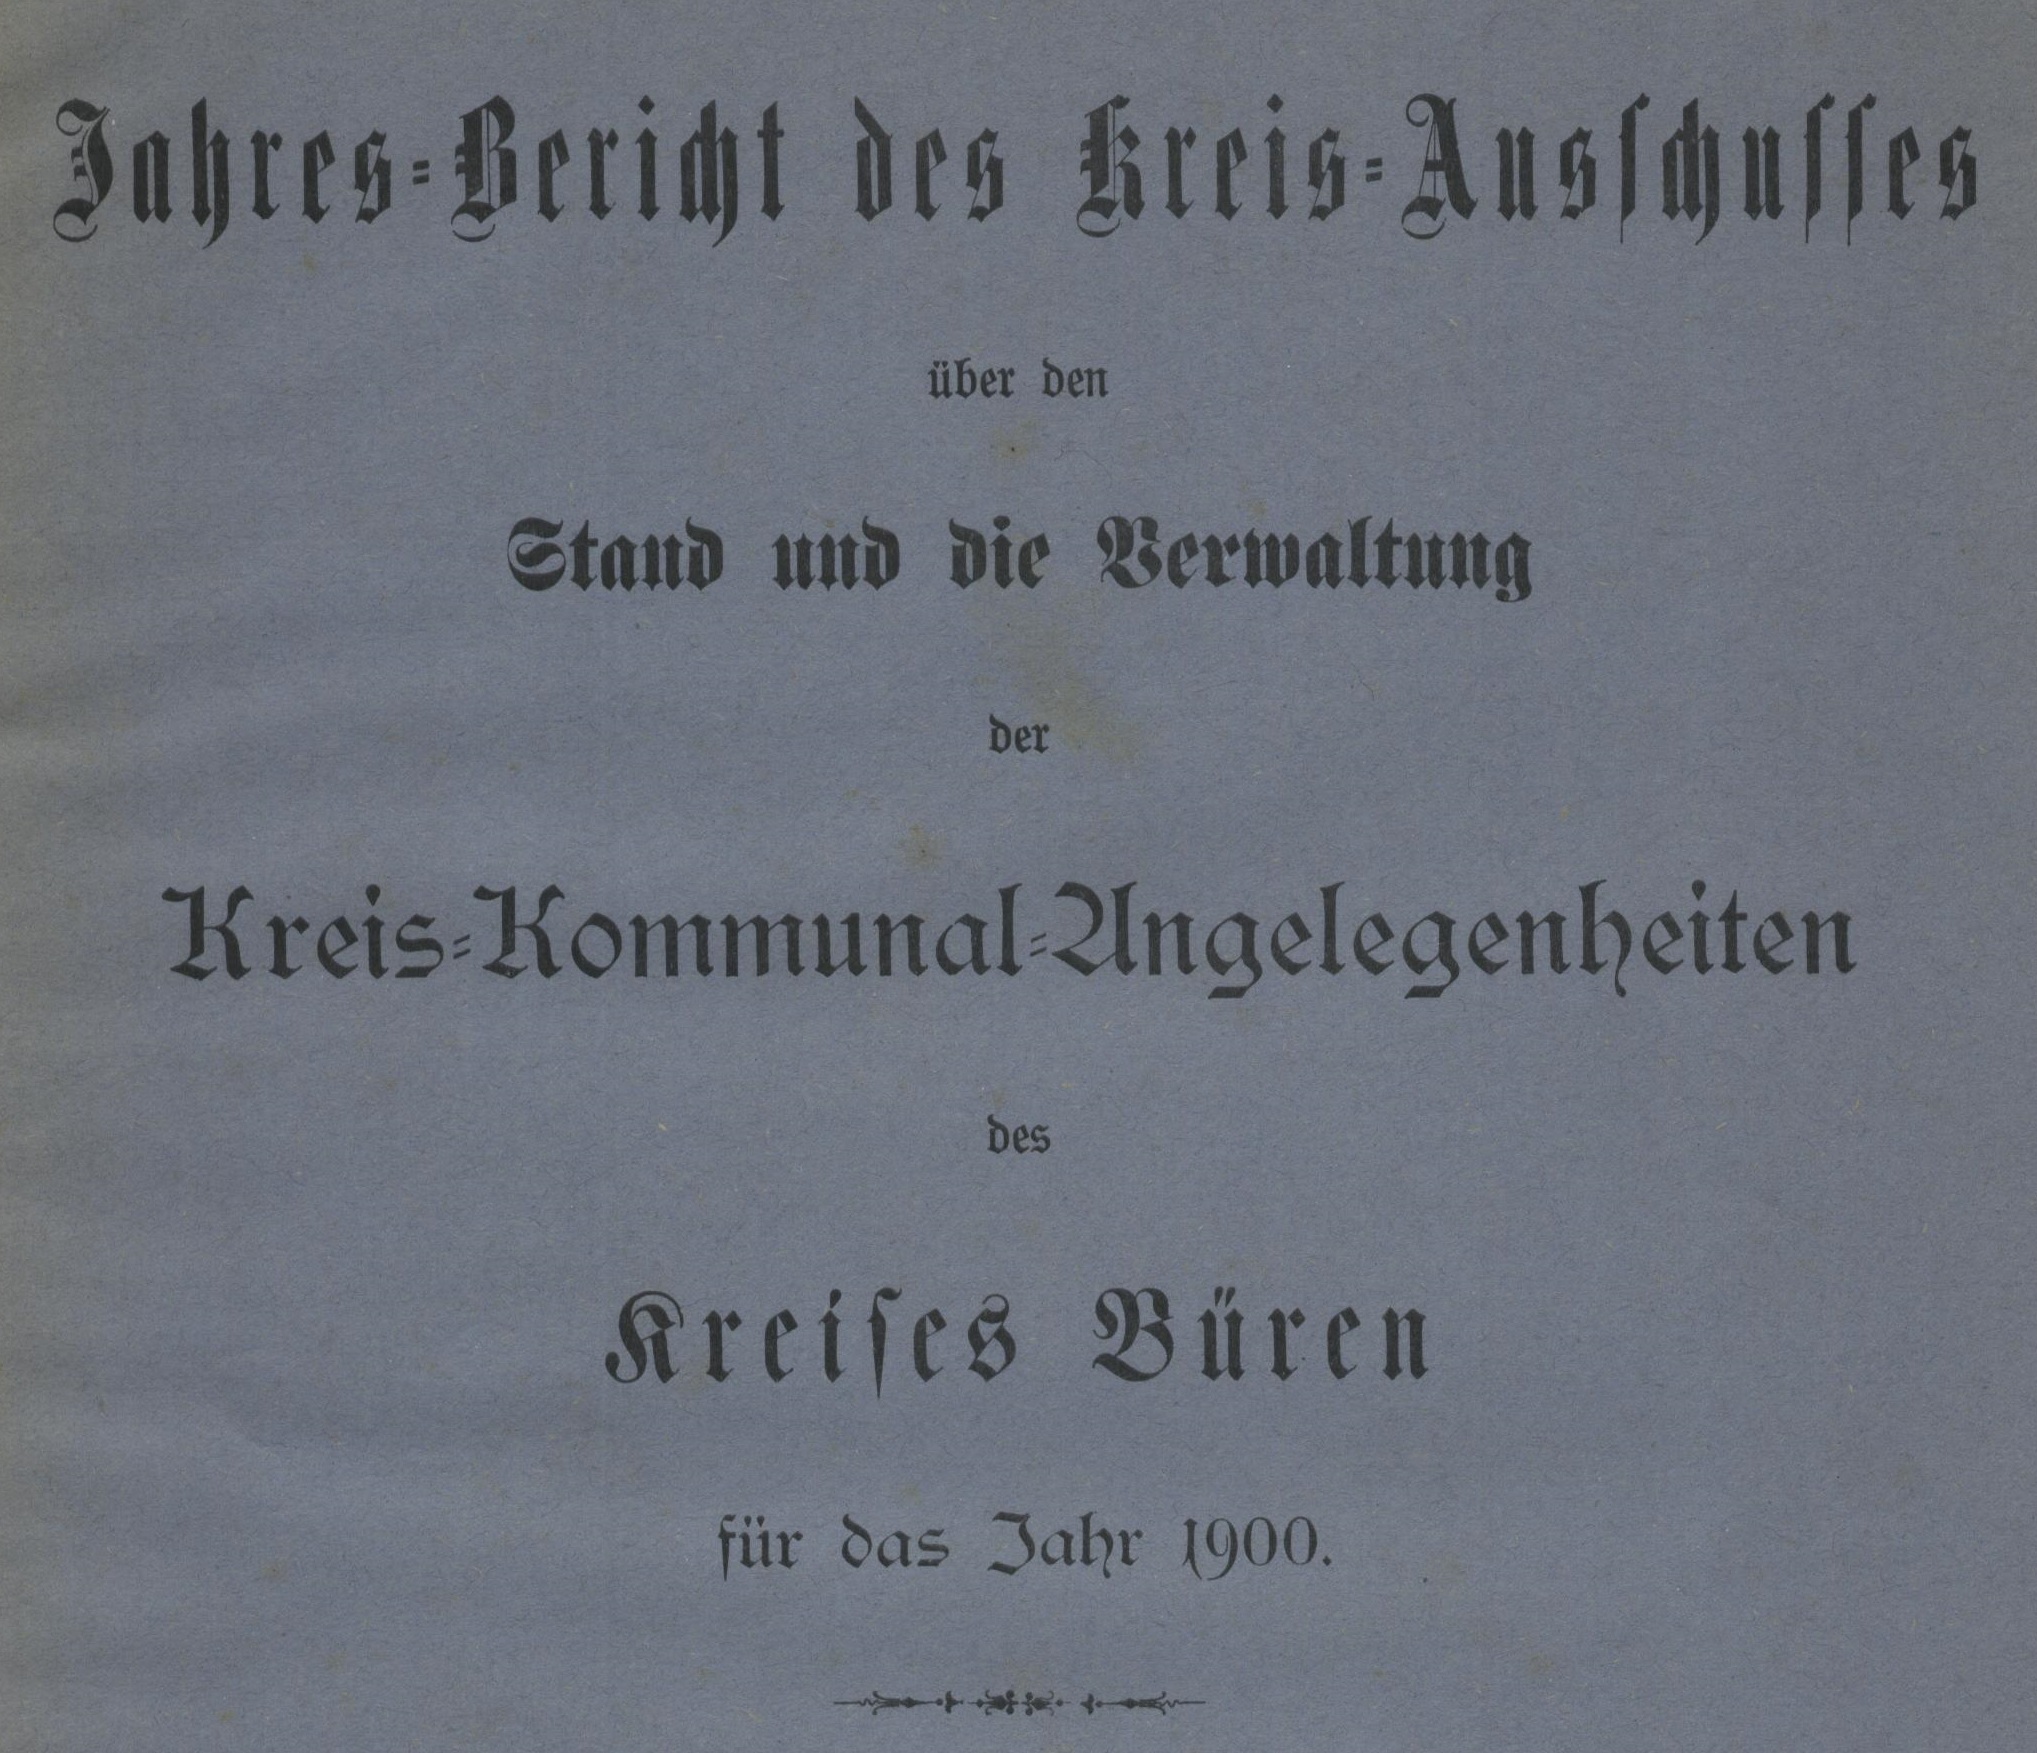 Jahres-Bericht des Kreis-Ausschusses
über den
Stand und die Verwaltung
der
Kreis-Kommunal-Angelegenheiten
des
Kreises Büren
für das Jahr 1900.